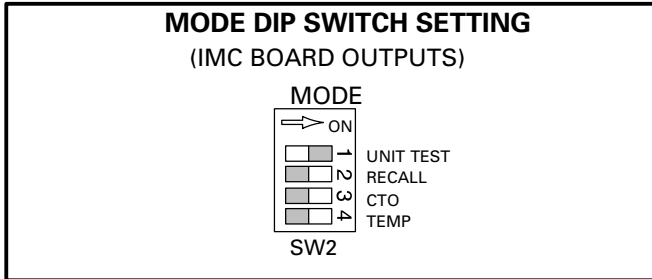 MODE DIP SWITCH SETTING
(IMC BOARD OUTPUTS)
MODE
ON
1 UNIT TEST
2 RECALL
3 CTO
4 TEMP
SW2